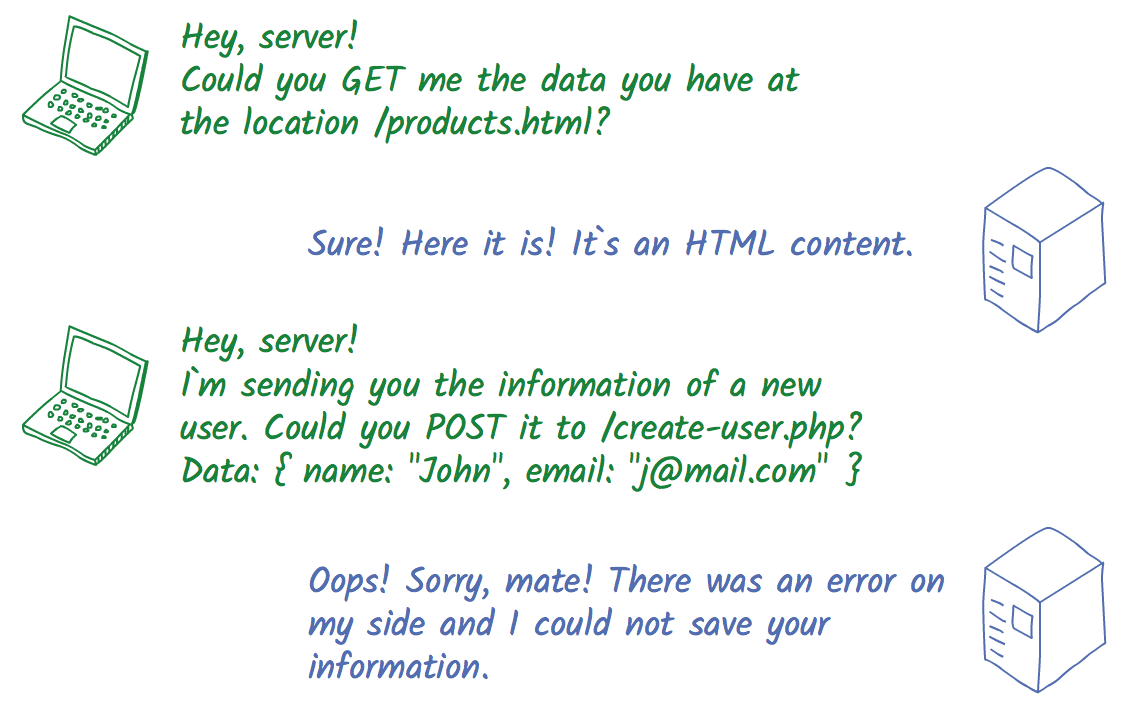 Hey, server!
Could you GET me the data you have at
the location /products.html?
Sure! Here it is! It`s an HTML content.
Hey, server!
I`m sending you the information of a new
user. Could you POST it to /create-user.php?
Data: { name: "John", email: "j@mail.com" }
Oops! Sorry, mate! There was an error on
my side and I could not save your
information.